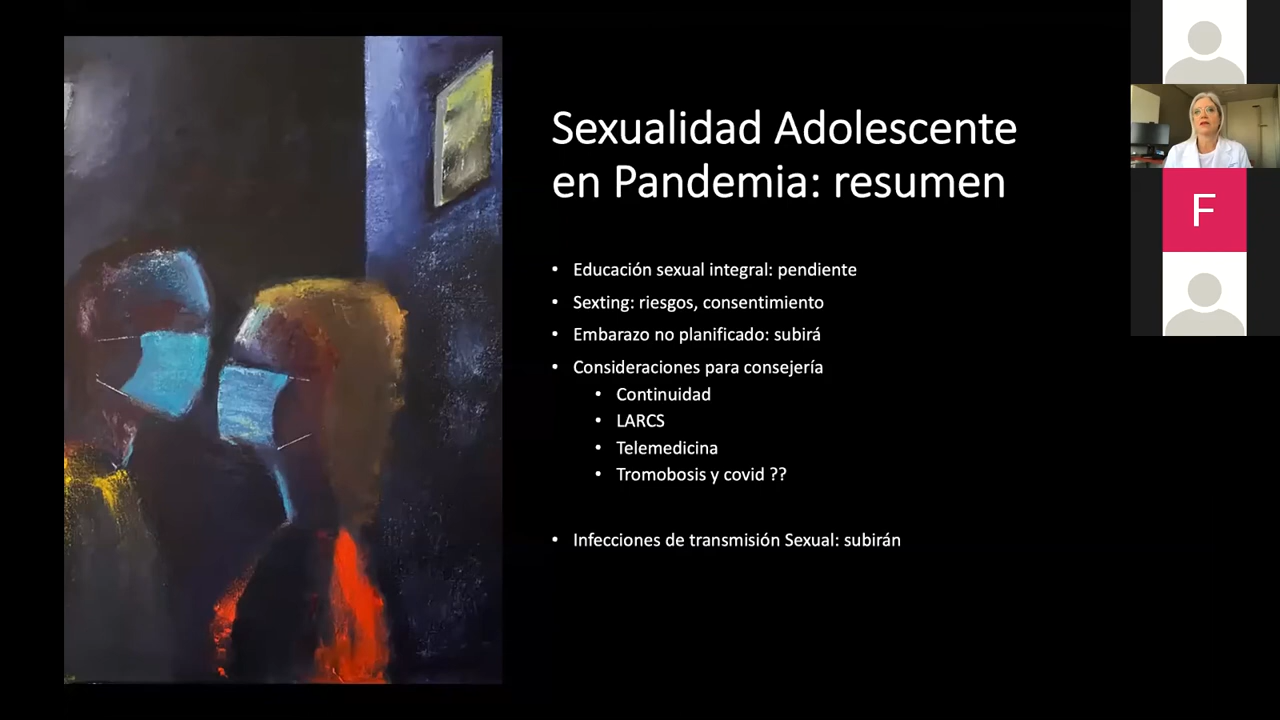 Sexualidad Adolescente
en Pandemia: resumen
• Educación sexual integral: pendiente
• Sexting: riesgos, consentimiento
• Embarazo no planificado: subirá
• Consideraciones para consejería
• Continuidad
• LARCS
• Telemedicina
• Tromobosis y covid ??
• Infecciones de transmisión Sexual: subirán
F